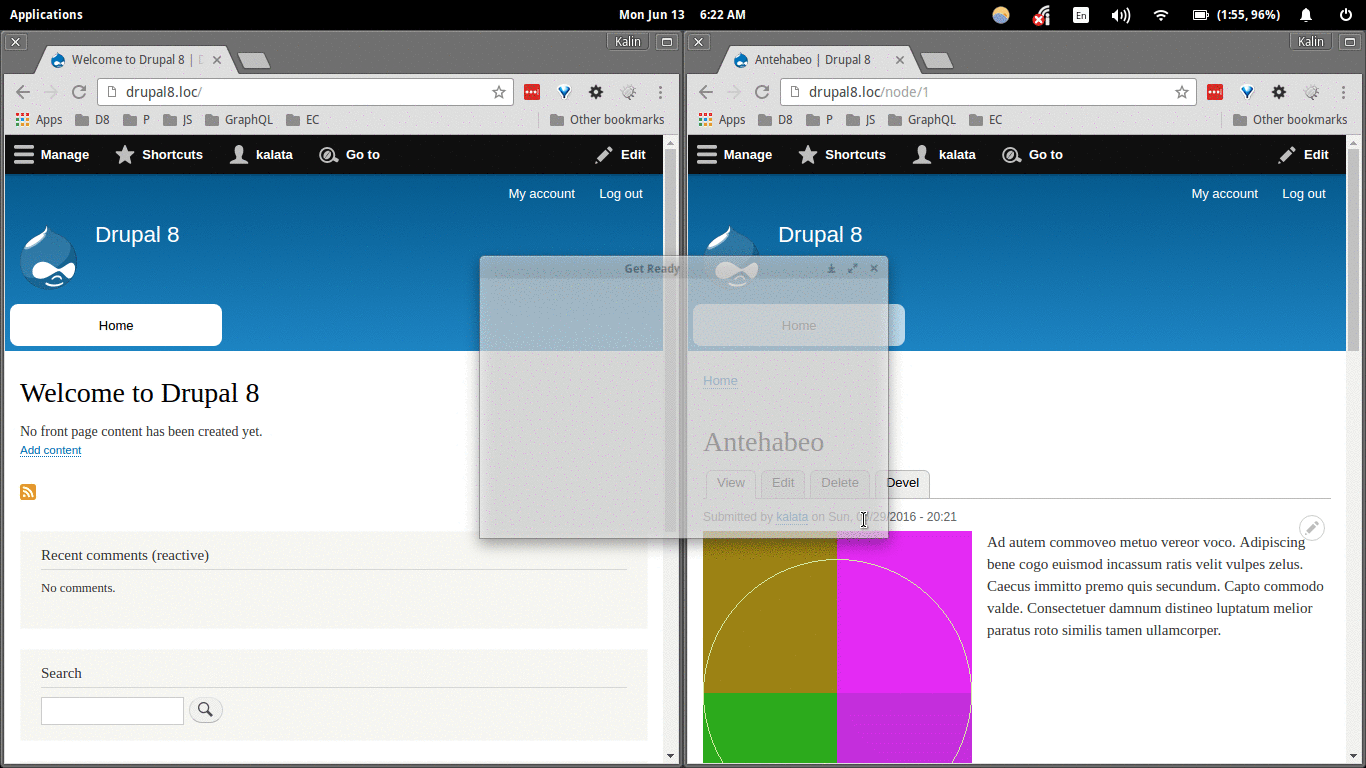 Applications
Mon Jun 13 6:22 AM
En
(1:55, 96%)
Kalin
Welcome to Drupal 8 | D
drupal8.loc/
Apps D8 P JS GraphQL EC Other bookmarks
Manage Shortcuts kalata Go to Edit
My account Log out
Drupal 8
Home
Welcome to Drupal 8
No front page content has been created yet.
Add content
Recent comments (reactive)
No comments.
Search
Get Ready
Kalin
Antehabeo | Drupal 8
drupal8.loc/node/1
Apps D8 P JS GraphQL EC Other bookmarks
Manage Shortcuts kalata Go to Edit
My account Log out
Drupal 8
Home
Home
Antehabeo
View Edit Delete Devel
Submitted by kalata on Sun, /29/2016 - 20:21
Ad autem commoveo metuo vereor voco. Adipiscing
bene cogo euismod incassum ratis velit vulpes zelus.
Caecus immitto premo quis secundum. Capto commodo
valde. Consectetuer damnum distineo luptatum melior
paratus roto similis tamen ullamcorper.